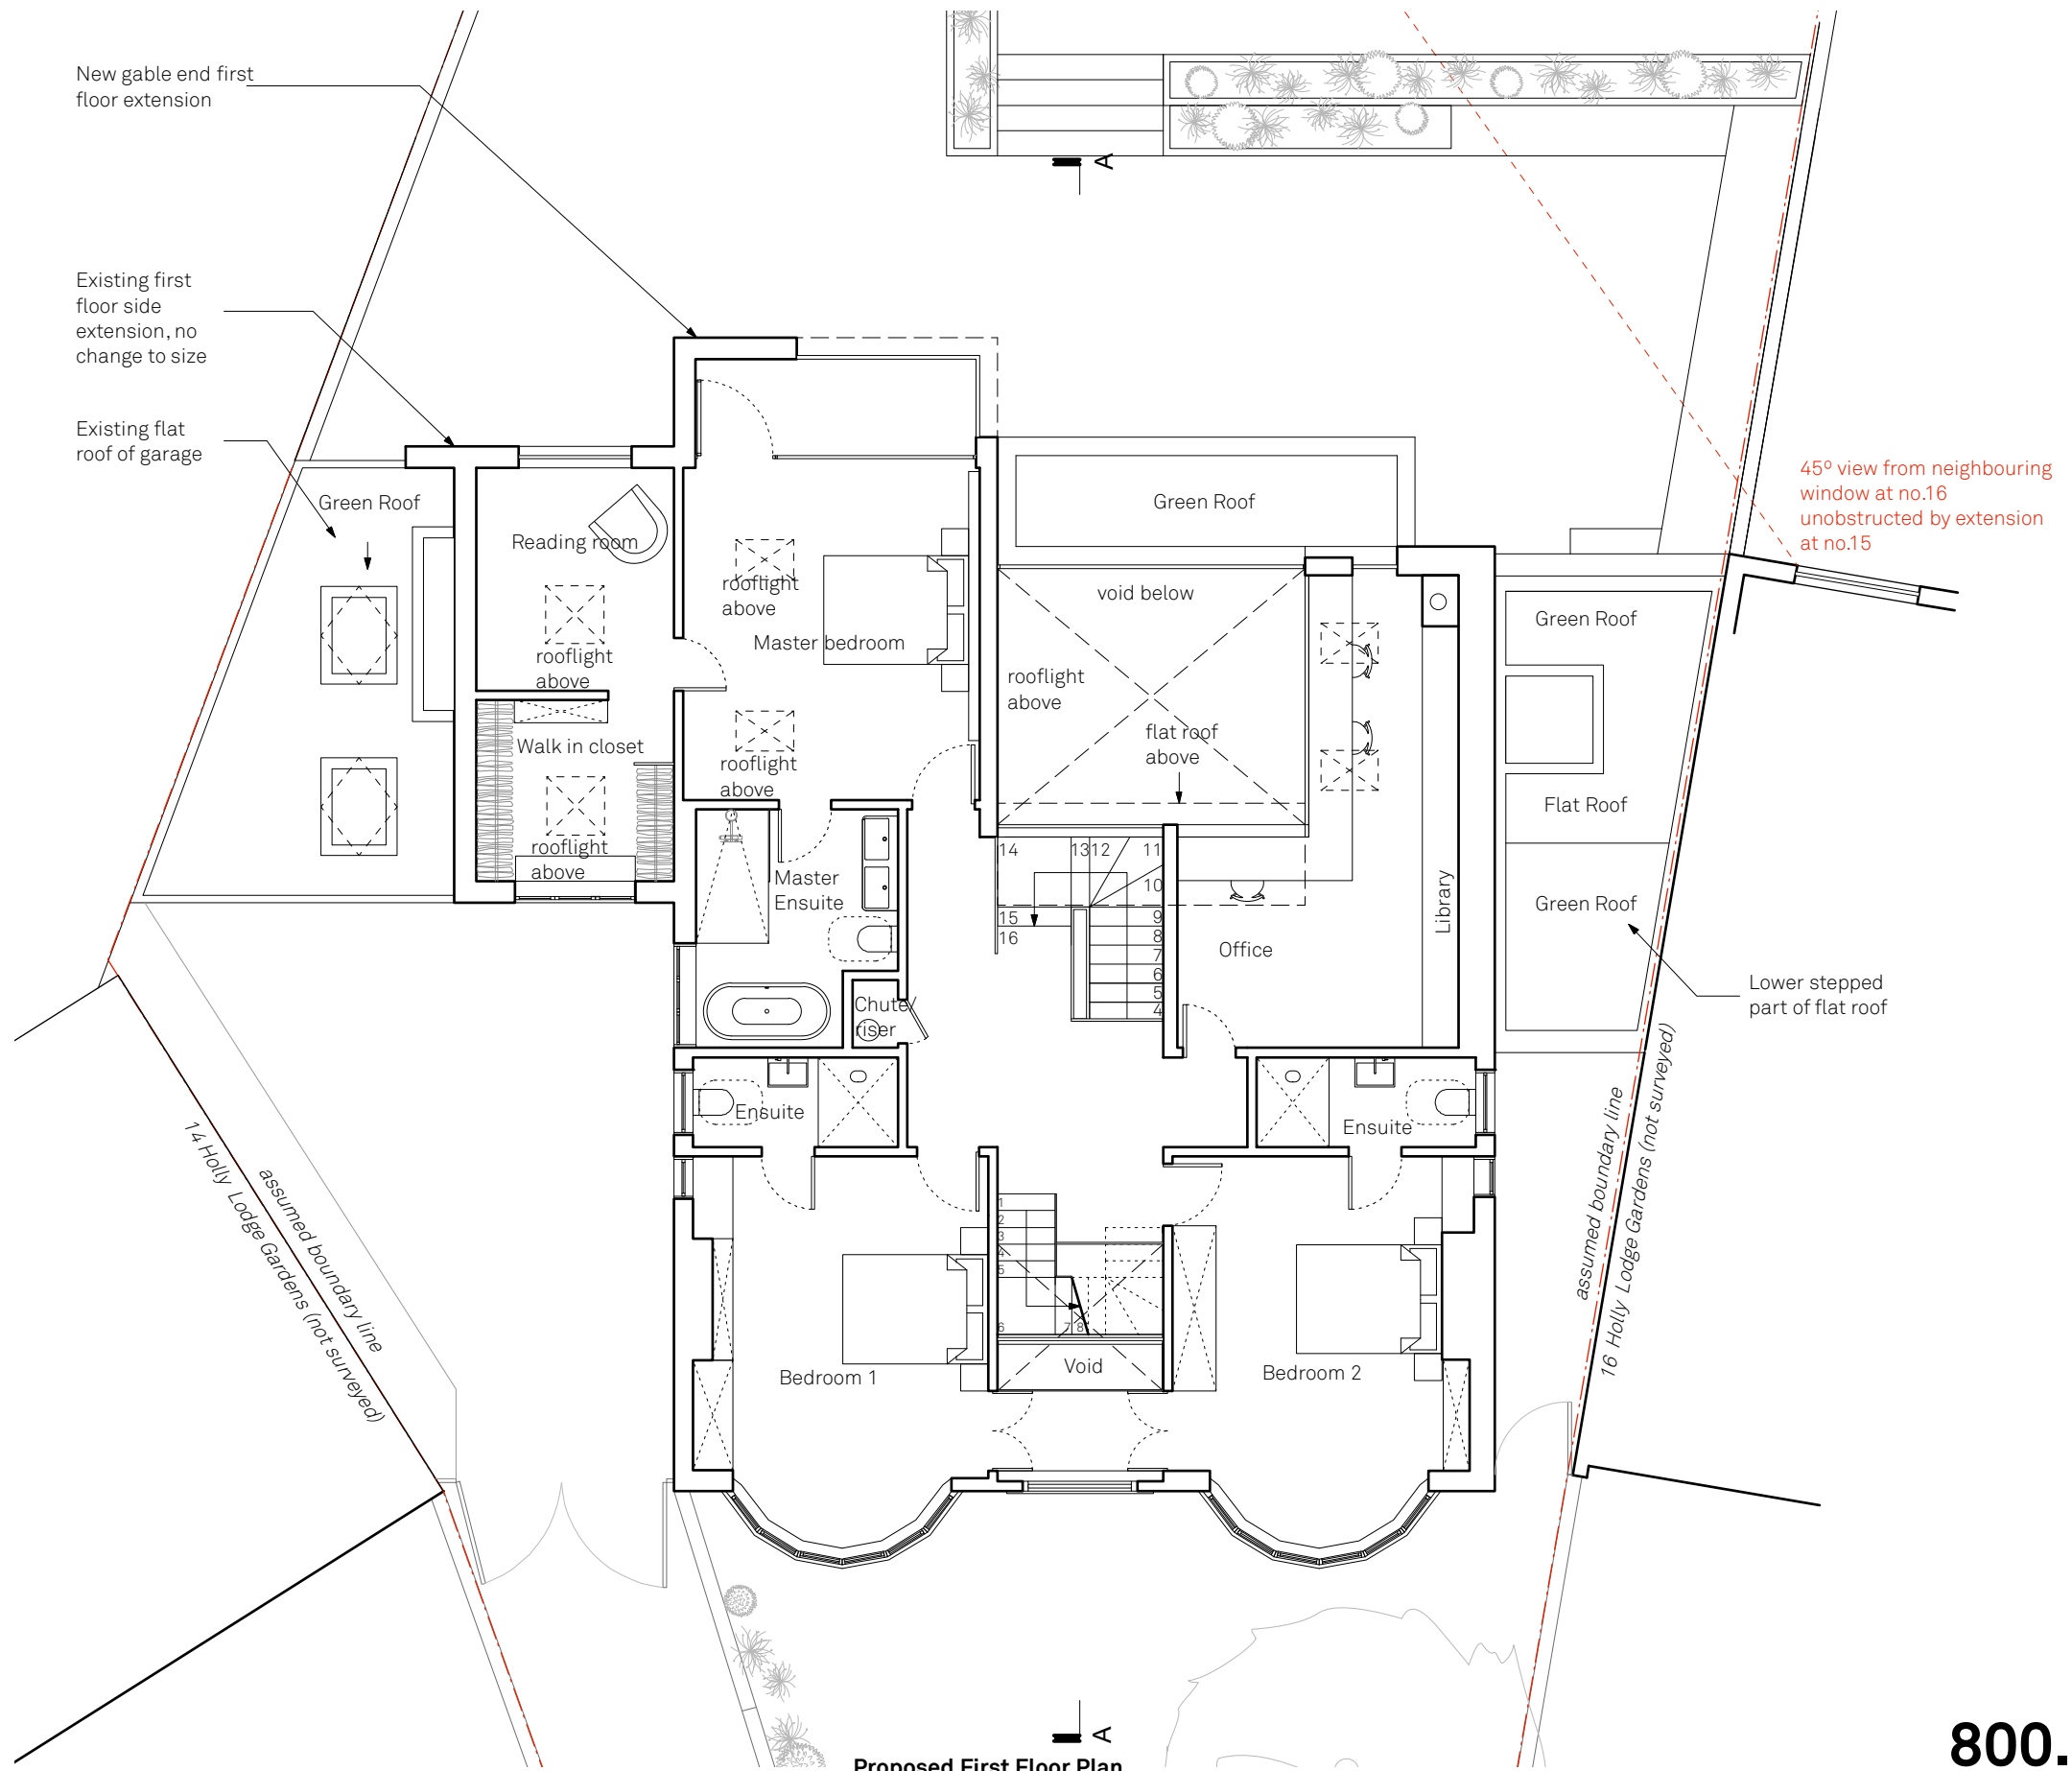 New gable end first
floor extension
A
Existing first
floor side
extension, no
change to size
Existing flat
roof of garage
Green Roof
Reading room
rooflight
above
Green Roof
45º view from neighbouring
window at no.16
unobstructed by extension
at no.15
void below
Master bedroom
rooflight
above
rooflight
above
flat roof
above
Green Roof
Walk in closet
rooflight
above
rooflight
above
Flat Roof
14
13
12
11
10
15
16
9
8
7
6
5
4
Master
Ensuite
Library
Green Roof
Office
Lower stepped
part of flat roof
Chute/
riser
Ensuite
Ensuite
14 Holly Lodge Gardens (not surveyed)
assumed boundary line
assumed boundary line
16 Holly Lodge Gardens (not surveyed)
1
2
3
4
5
6
7
8
Void
Bedroom 1
Bedroom 2
A
Proposed First Floor Plan
800.